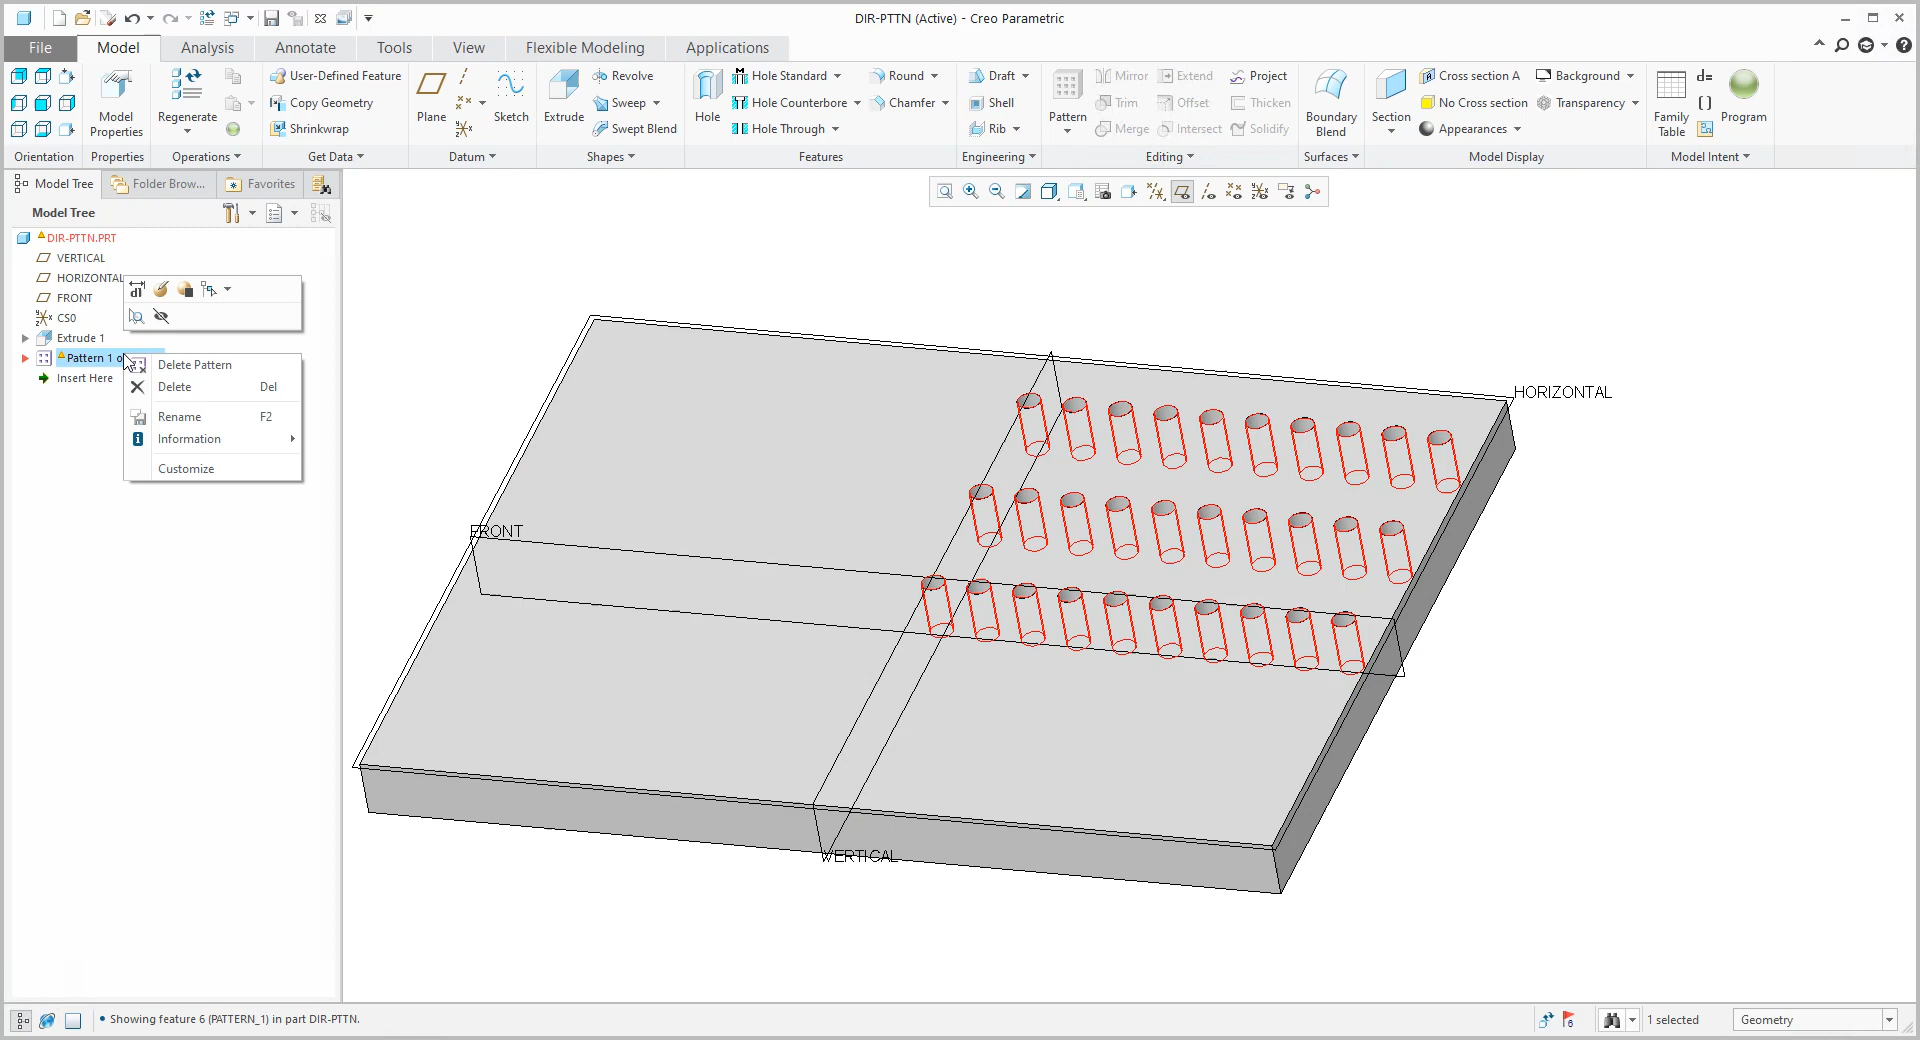 DIR-PTTN (Active) - Creo Parametric
File Model Analysis Annotate Tools View Flexible Modeling Applications
Model Properties
Regenerate
User-Defined Feature
Copy Geometry
Shrinkwrap
Plane
Sketch
Extrude
Revolve
Sweep
Swept Blend
Hole
Hole Standard
Hole Counterbore
Hole Through
Round
Chamfer
Draft
Shell
Rib
Pattern
Mirror
Trim
Merge
Extend
Offset
Intersect
Project
Thicken
Solidify
Boundary Blend
Section
Cross section A
No Cross section
Appearances
Background
Transparency
Family Table
d=
[ ]
Program
Orientation Properties Operations Get Data Datum Shapes Features Engineering Editing Surfaces Model Display Model Intent
Model Tree Folder Brow... Favorites
Model Tree
DIR-PTTN.PRT
VERTICAL
HORIZONTAL
FRONT
CS0
Extrude 1
Pattern 1 o
Insert Here
Delete Pattern
Delete Del
Rename F2
Information
Customize
HORIZONTAL
FRONT
VERTICAL
Showing feature 6 (PATTERN_1) in part DIR-PTTN.
6
1 selected
Geometry